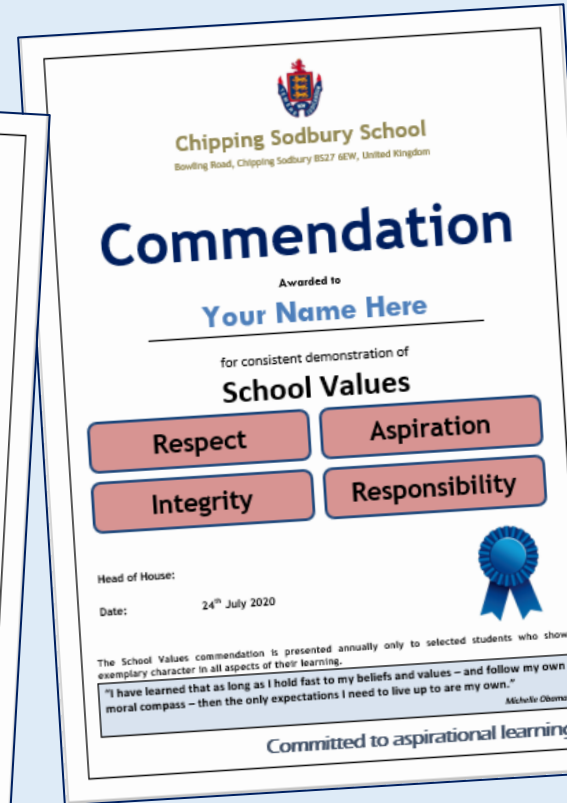 Chipping Sodbury School
Bowling Road, Chipping Sodbury BS27 6EW, United Kingdom
Commendation
Awarded to
Your Name Here
for consistent demonstration of
School Values
Respect Aspiration
Integrity Responsibility
Head of House:
Date: 24th July 2020
The School Values commendation is presented annually only to selected students who show
exemplary character in all aspects of their learning.
"I have learned that as long as I hold fast to my beliefs and values – and follow my own
moral compass – then the only expectations I need to live up to are my own."
Michelle Obama
Committed to aspirational learning